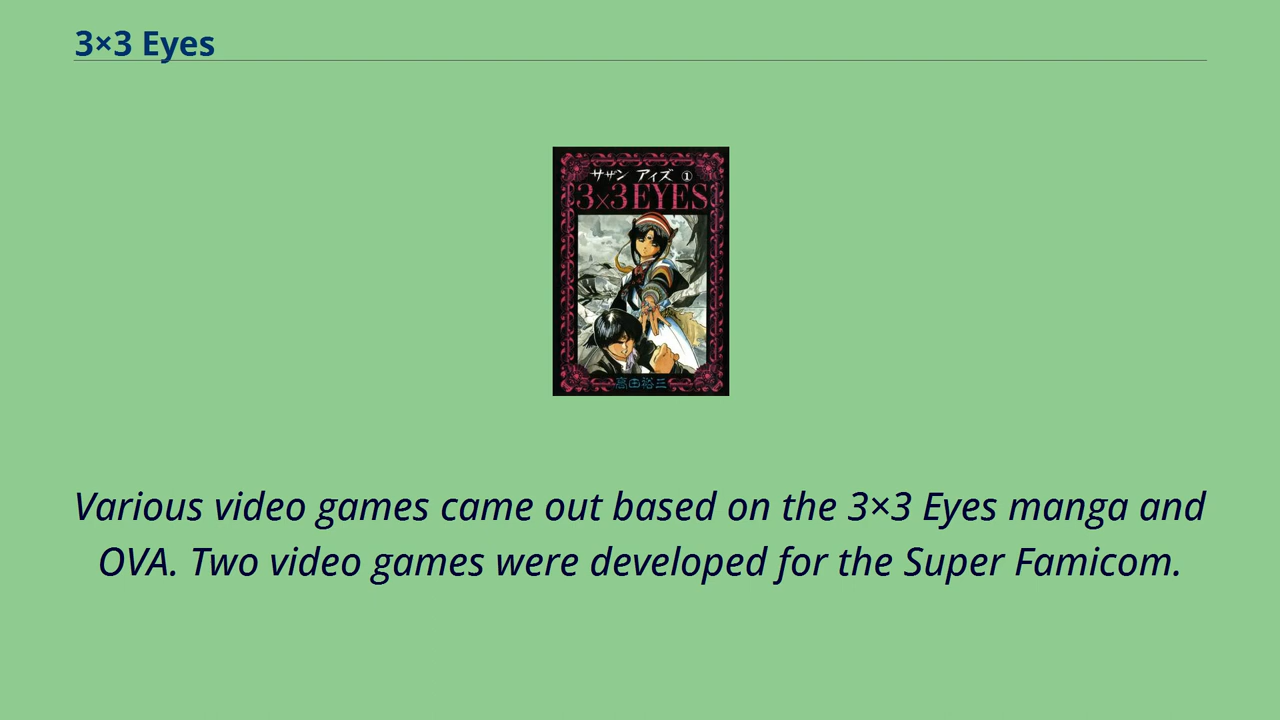 3×3 Eyes
サザン アイズ ①
3×3 EYES
高田裕三
Various video games came out based on the 3×3 Eyes manga and
OVA. Two video games were developed for the Super Famicom.